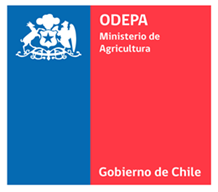 ODEPA
Ministerio de
Agricultura
Gobierno de Chile